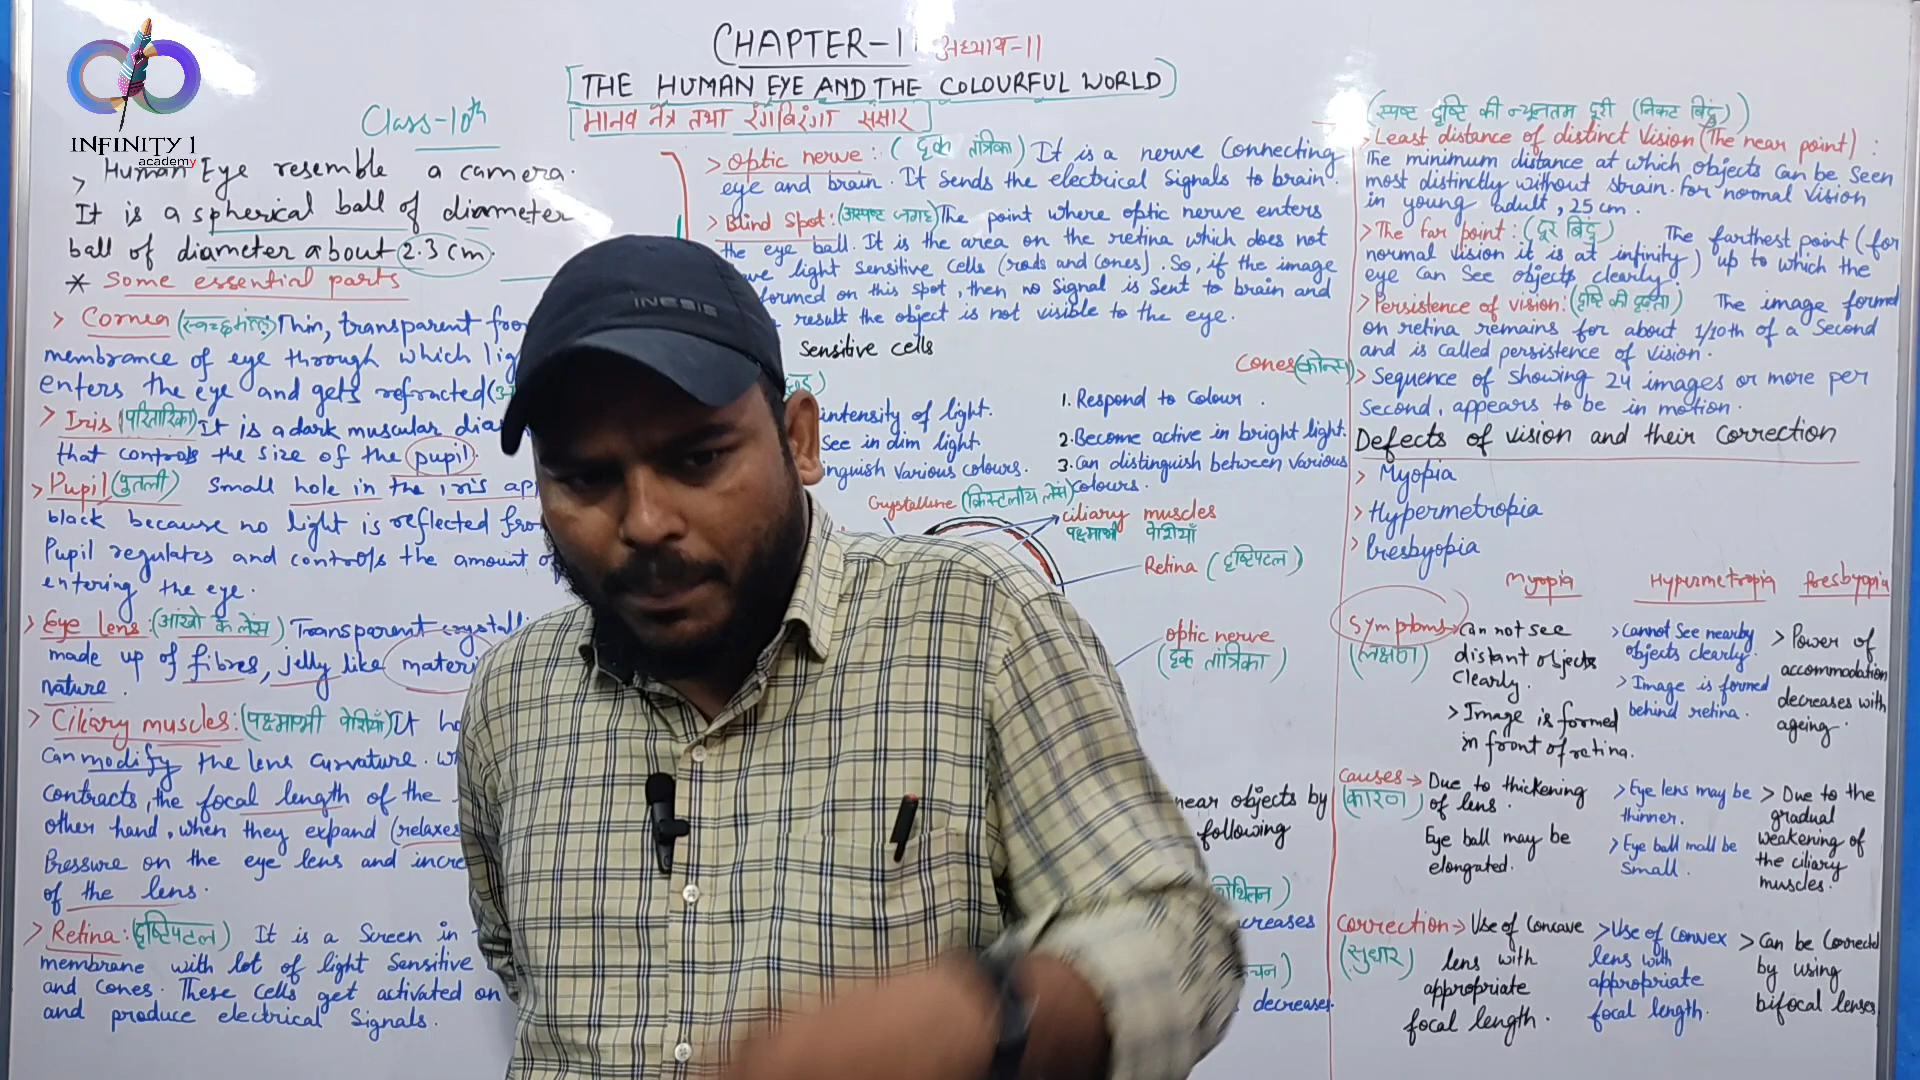 CHAPTER-11 अध्याय-11
THE HUMAN EYE AND THE COLOURFUL WORLD
मानव नेत्र तथा रंगबिरंगा संसार
INFINITY 1
academy
Class-10th
> Human Eye resemble a camera.
It is a spherical ball of diameter
ball of diameter about 2.3 cm.
* Some essential parts
> Cornea
Thin, transparent
membrance of eye through which
enters the eye and gets refracted
> Iris (परितारिका) It is a dark muscular
that controls the size of the pupil.
> Pupil (पुतली) Small hole in the iris
black because no light is reflected
Pupil regulates and controls the amount
entering the eye.
> Eye lens: (आंखो के लेंस) Transparent
made up of fibres, jelly like
nature.
> Ciliary muscles: (पक्ष्माभी पेशियाँ) It
Can modify the lens curvature.
contracts, the focal length of the
other hand, when they expand (relaxes
Pressure on the eye lens and
of the lens.
> Retina: (दृष्टिपटल) It is a Screen in
membrane with lot of light Sensitive
and cones. These cells get activated on
and produce electrical Signals.
> Optic nerve: (दृक तंत्रिका) It is a nerve Connecting
eye and brain. It Sends the electrical Signals to brain.
> Blind Spot: (अस्पष्ट जगह) The point where optic nerve enters
the eye ball. It is the area on the retina which does not
light sensitive cells (rods and cones). So, if the image
formed on this spot, then no signal is sent to brain and
result the object is not visible to the eye.
Sensitive cells
Cones (कोन्स)
intensity of light.
See in dim light
various colours.
1. Respond to Colour.
2. Become active in bright light.
3. Can distinguish between various
colours.
Crystalline (क्रिस्टलीय लेंस)
ciliary muscles
पक्ष्माभी पेशियाँ
Retina (दृष्टिपटल)
optic nerve
(दृक तंत्रिका)
near objects by
following
decreases.
(स्पष्ट दृष्टि की न्यूनतम दूरी (निकट बिंदु))
> Least distance of distinct Vision (The near point):
The minimum distance at which objects can be seen
most distinctly without strain. for normal vision
in young adult, 25 cm.
> The far point: (दूर बिंदु) The farthest point (for
normal vision it is at infinity) up to which the
eye can see objects clearly.
> Persistence of vision: The image formed
on retina remains for about 1/10th of a Second
and is called persistence of vision.
> Sequence of Showing 24 images or more per
Second, appears to be in motion.
Defects of vision and their Correction
> Myopia
> Hypermetropia
> Presbyopia
Myopia Hypermetropia Presbyopia
Symptoms
(लक्षण)
Can not see
distant objects
clearly.
> Image is formed
in front of retina.
> Cannot See nearby
objects clearly.
> Image is formed
behind retina.
> Power of
accommodation
decreases with
ageing.
Causes
(कारण)
Due to thickening
of lens.
Eye ball may be
elongated.
> Eye lens may be
thinner.
> Eye ball mall be
Small.
> Due to the
gradual
weakening of
the ciliary
muscles.
Correction
(सुधार)
> Use of Concave
lens with
appropriate
focal length.
> Use of Convex
lens with
appropriate
focal length.
> Can be Corrected
by using
bifocal lenses